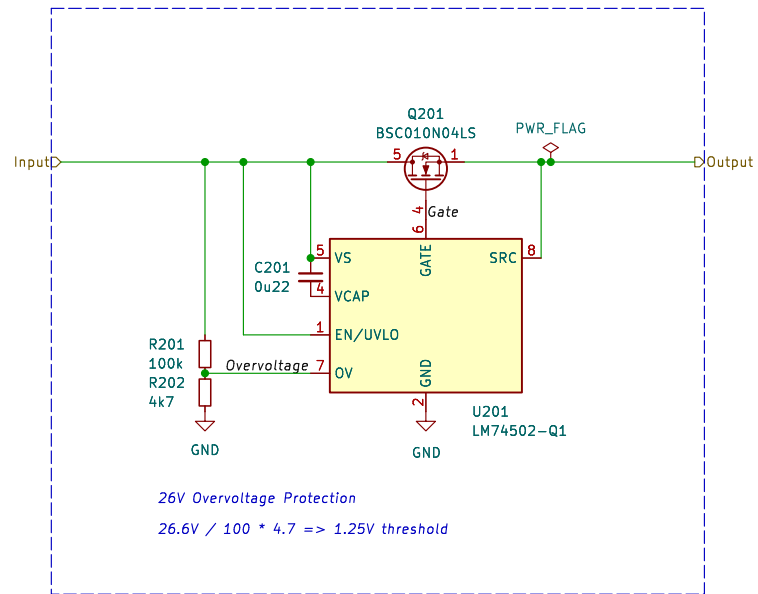 Q201
BSC010N04LS
PWR_FLAG
Input
5
1
Output
4
Gate
6
5
VS
GATE
SRC
8
C201
0u22
4
VCAP
1
EN/UVLO
R201
100k
Overvoltage
7
OV
GND
R202
4k7
2
U201
LM74502-Q1
GND
GND
26V Overvoltage Protection
26.6V / 100 * 4.7 => 1.25V threshold